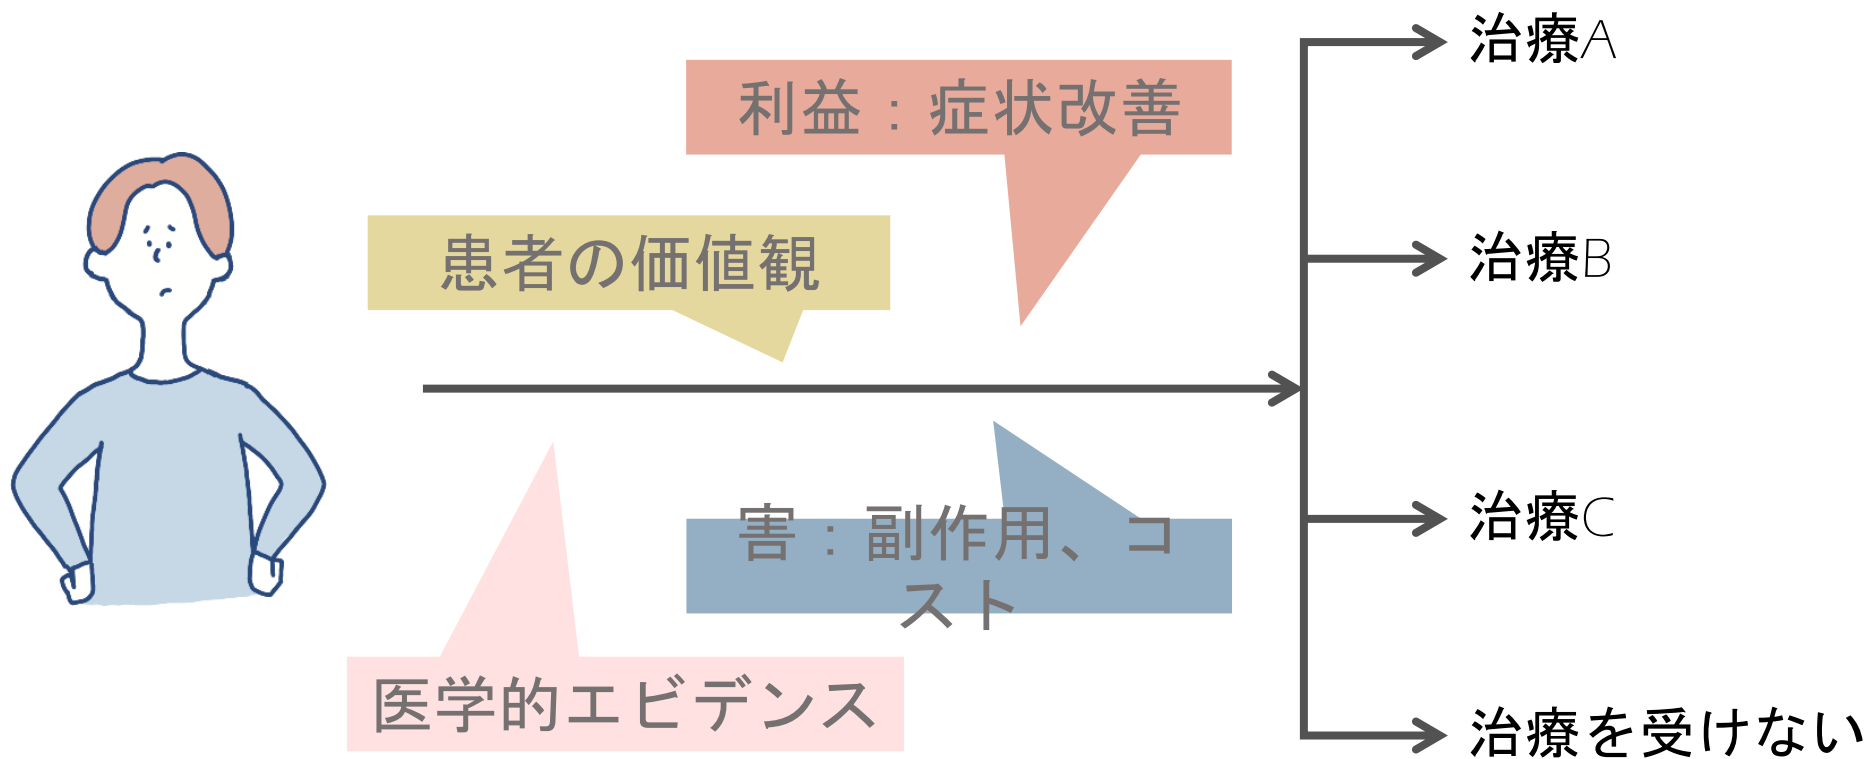 利益：症状改善
患者の価値観
害：副作用、コ
スト
医学的エビデンス
治療A
治療B
治療C
治療を受けない